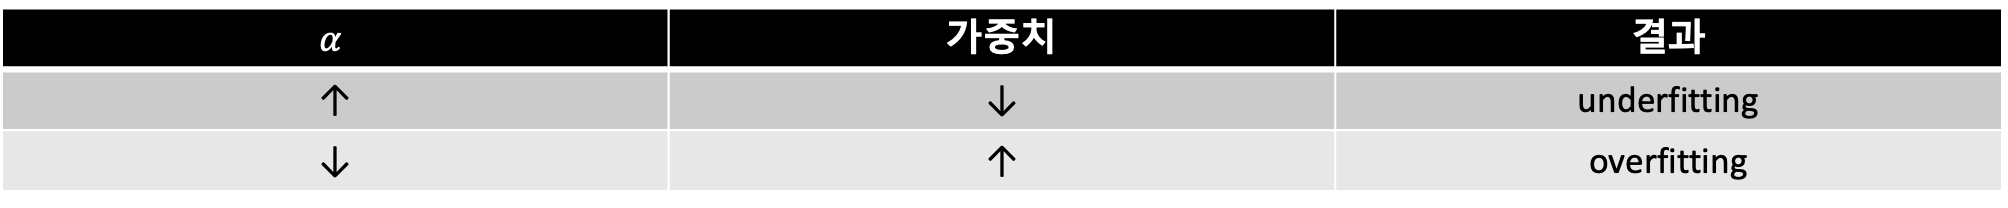 𝛼 가중치 결과
↑ ↓ underfitting
↓ ↑ overfitting